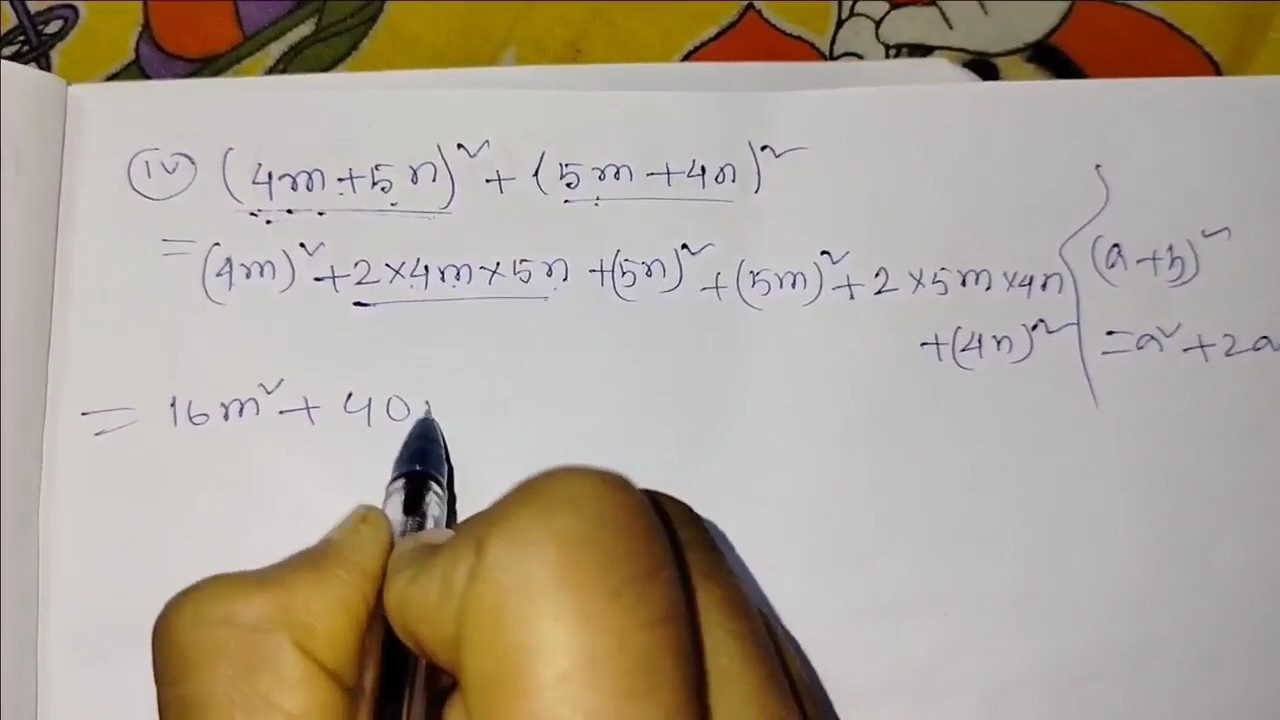 (iv) (4m+5n)² + (5m+4n)²
= (4m)² + 2×4m×5n + (5n)² + (5m)² + 2×5m×4n
+ (4n)²
(a+b)²
= a² + 2a
= 16m² + 40